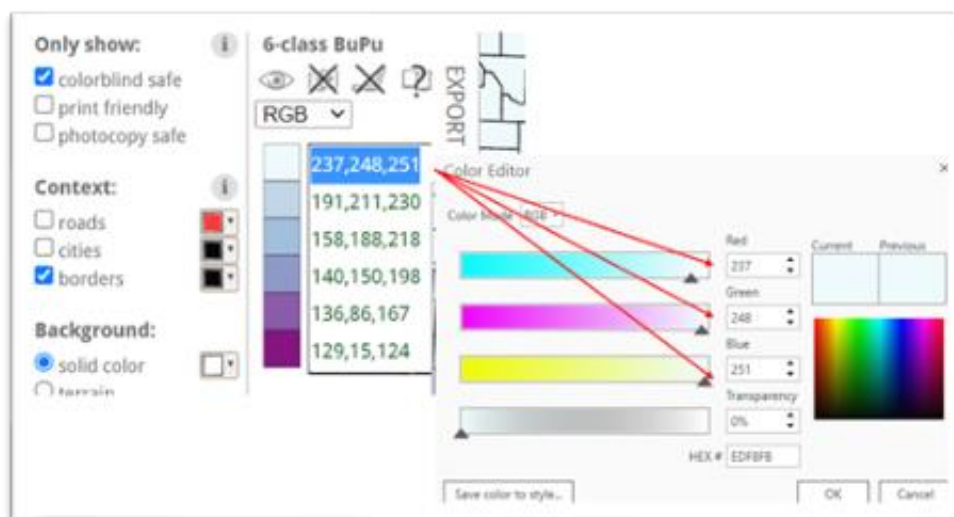 Only show:
i
colorblind safe
print friendly
photocopy safe
Context:
i
roads
cities
borders
Background:
solid color
terrain
6-class BuPu
RGB
237,248,251
191,211,230
158,188,218
140,150,198
136,86,167
129,15,124
EXPORT
Color Editor
Color Mode RGB
Red
237
Green
248
Blue
251
Transparency
0%
HEX # EDF8FB
Current Previous
Save color to style...
OK
Cancel